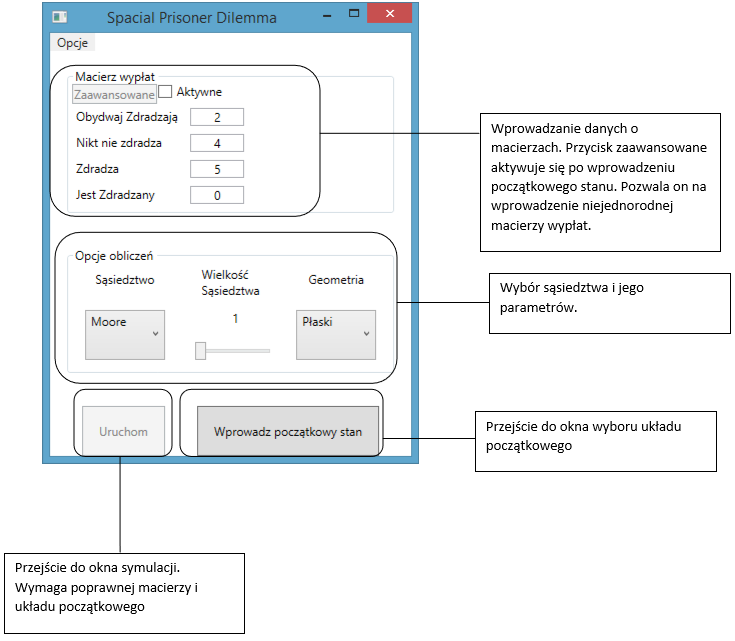 Spacial Prisoner Dilemma
Opcje
Macierz wypłat
Zaawansowane Aktywne
Obydwaj Zdradzają 2
Nikt nie zdradza 4
Zdradza 5
Jest Zdradzany 0
Wprowadzanie danych o
macierzach. Przycisk zaawansowane
aktywuje się po wprowadzeniu
początkowego stanu. Pozwala on na
wprowadzenie niejednorodnej
macierzy wypłat.
Opcje obliczeń
Sąsiedztwo
Wielkość
Sąsiedztwa
Geometria
Moore
1
Płaski
Wybór sąsiedztwa i jego
parametrów.
Uruchom
Wprowadz początkowy stan
Przejście do okna wyboru układu
początkowego
Przejście do okna symulacji.
Wymaga poprawnej macierzy i
układu początkowego